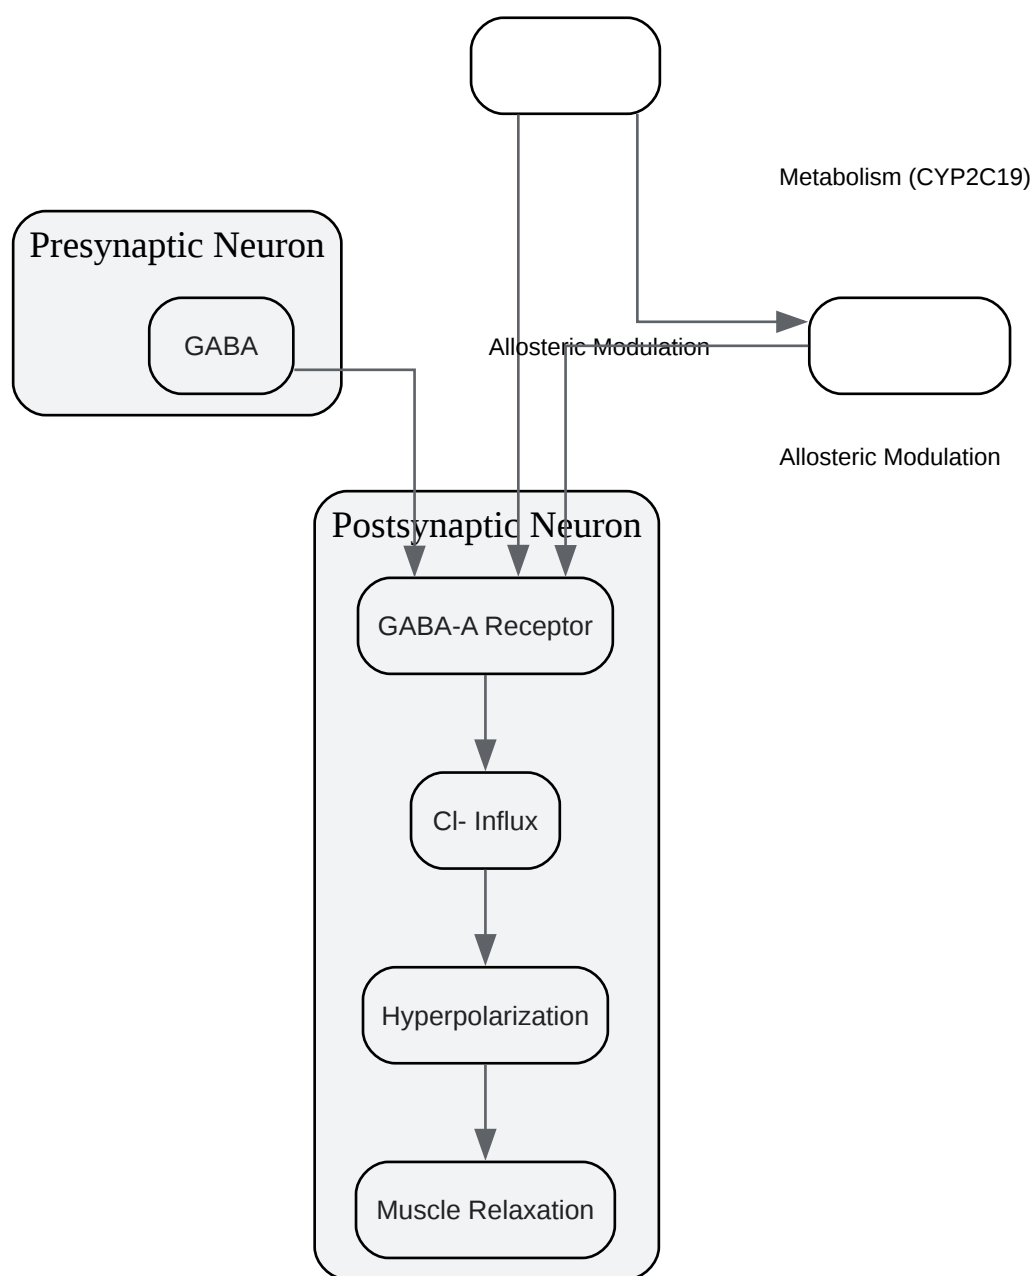 Metabolism (CYP2C19)
Presynaptic Neuron
GABA
Allosteric Modulation
Allosteric Modulation
Postsynaptic Neuron
GABA-A Receptor
Cl- Influx
Hyperpolarization
Muscle Relaxation